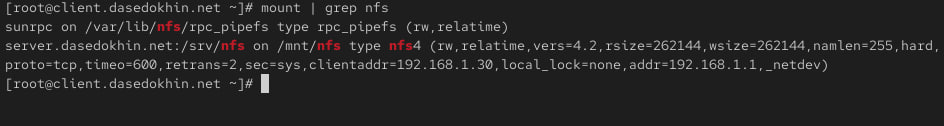 [root@client.dasedokhin.net ~]# mount | grep nfs
sunrpc on /var/lib/nfs/rpc_pipefs type rpc_pipefs (rw,relatime)
server.dasedokhin.net:/srv/nfs on /mnt/nfs type nfs4 (rw,relatime,vers=4.2,rsize=262144,wsize=262144,namlen=255,hard,
proto=tcp,timeo=600,retrans=2,sec=sys,clientaddr=192.168.1.30,local_lock=none,addr=192.168.1.1,_netdev)
[root@client.dasedokhin.net ~]#